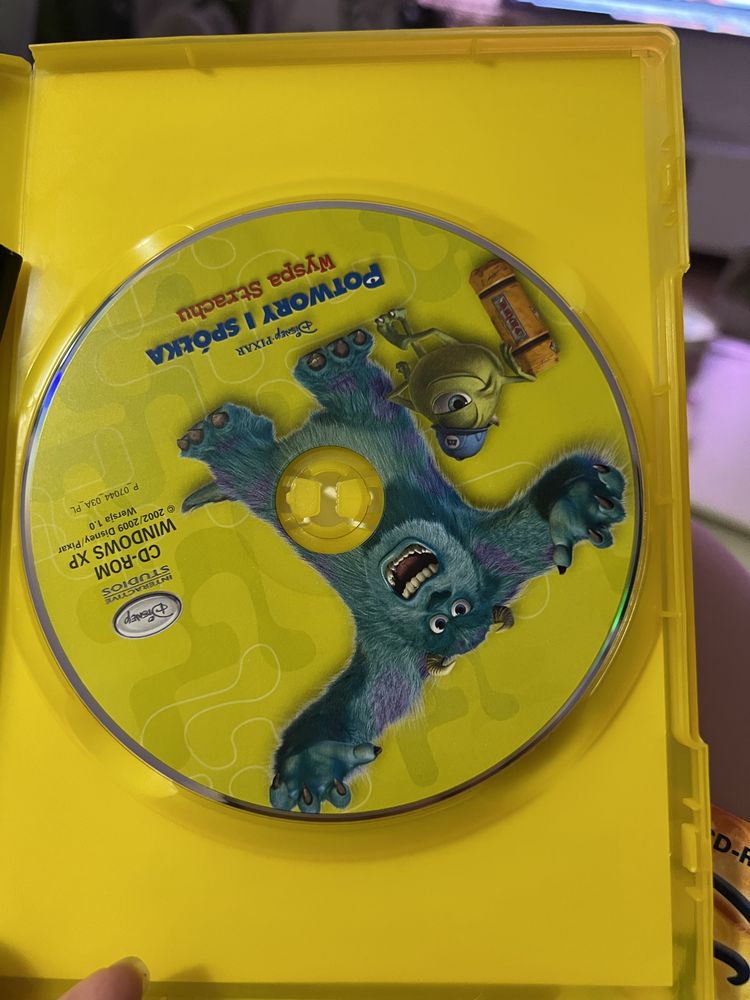 Disney·PIXAR
POTWORY I SPÓŁKA
Wyspa Strachu
Disney
INTERACTIVE
STUDIOS
CD-ROM
WINDOWS XP
© 2002/2009 Disney/Pixar
Wersja 1.0
P_07044_03A_PL
CD-R